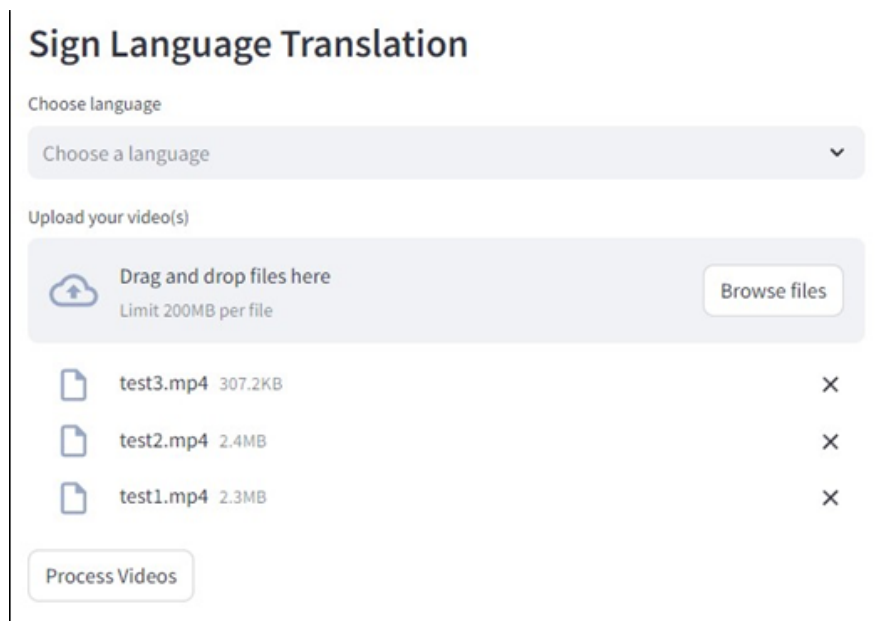 Sign Language Translation
Choose language
Choose a language
Upload your video(s)
Drag and drop files here
Limit 200MB per file
Browse files
test3.mp4 307.2KB
test2.mp4 2.4MB
test1.mp4 2.3MB
Process Videos